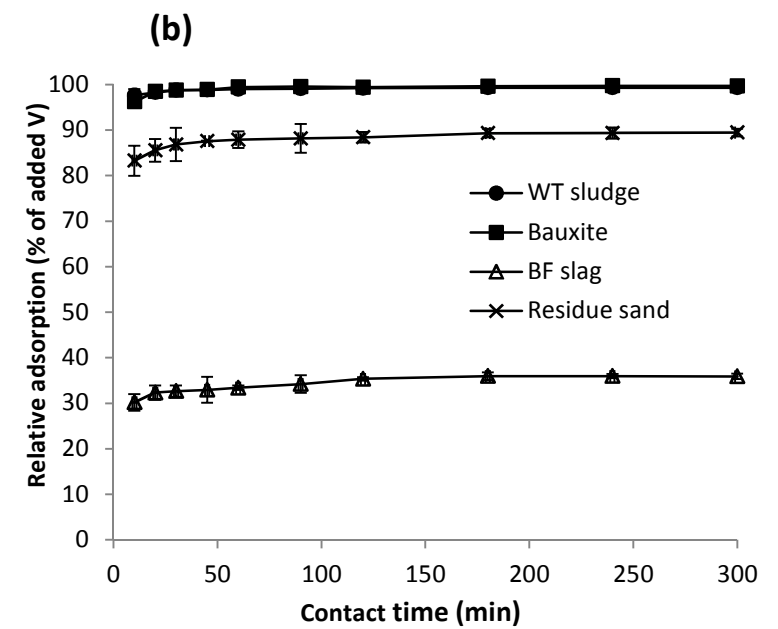 (b)
Relative adsorption (% of added V)
100
90
80
70
60
50
40
30
20
10
0
WT sludge
Bauxite
BF slag
Residue sand
0 50 100 150 200 250 300
Contact time (min)